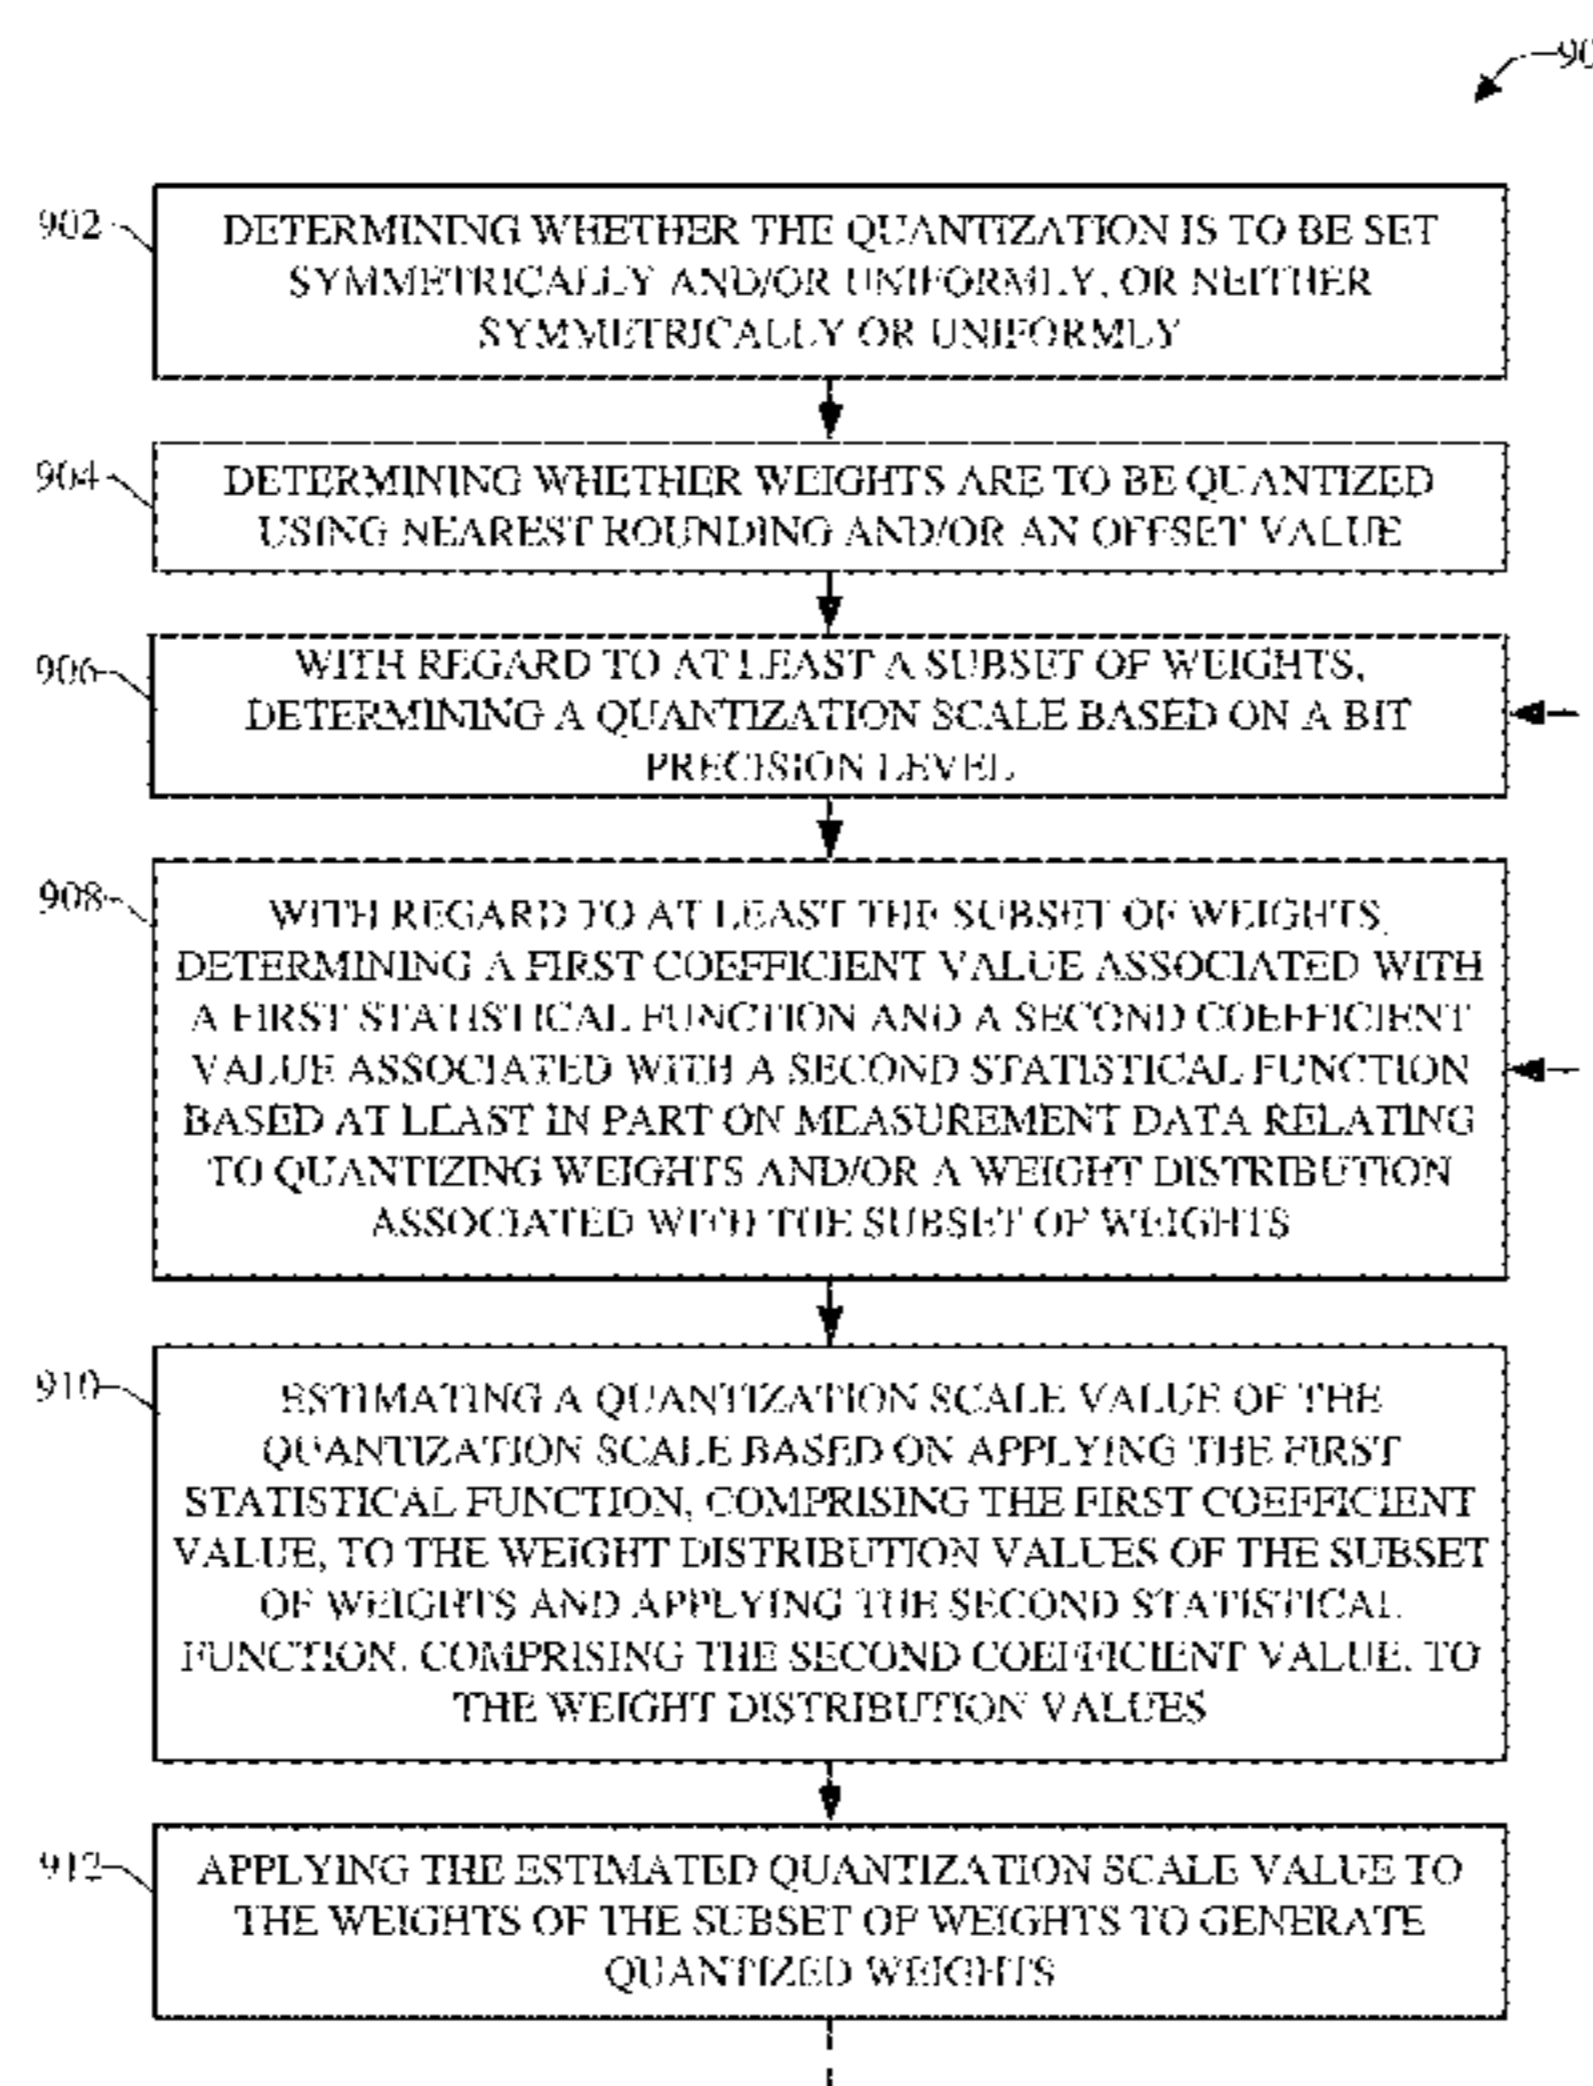 90
902
DETERMINING WHETHER THE QUANTIZATION IS TO BE SET
SYMMETRICALLY AND/OR UNIFORMLY, OR NEITHER
SYMMETRICALLY OR UNIFORMLY
904
DETERMINING WHETHER WEIGHTS ARE TO BE QUANTIZED
USING NEAREST ROUNDING AND/OR AN OFFSET VALUE
906
WITH REGARD TO AT LEAST A SUBSET OF WEIGHTS,
DETERMINING A QUANTIZATION SCALE BASED ON A BIT
PRECISION LEVEL
908
WITH REGARD TO AT LEAST THE SUBSET OF WEIGHTS,
DETERMINING A FIRST COEFFICIENT VALUE ASSOCIATED WITH
A FIRST STATISTICAL FUNCTION AND A SECOND COEFFICIENT
VALUE ASSOCIATED WITH A SECOND STATISTICAL FUNCTION
BASED AT LEAST IN PART ON MEASUREMENT DATA RELATING
TO QUANTIZING WEIGHTS AND/OR A WEIGHT DISTRIBUTION
ASSOCIATED WITH THE SUBSET OF WEIGHTS
910
ESTIMATING A QUANTIZATION SCALE VALUE OF THE
QUANTIZATION SCALE BASED ON APPLYING THE FIRST
STATISTICAL FUNCTION, COMPRISING THE FIRST COEFFICIENT
VALUE, TO THE WEIGHT DISTRIBUTION VALUES OF THE SUBSET
OF WEIGHTS AND APPLYING THE SECOND STATISTICAL
FUNCTION, COMPRISING THE SECOND COEFFICIENT VALUE, TO
THE WEIGHT DISTRIBUTION VALUES
912
APPLYING THE ESTIMATED QUANTIZATION SCALE VALUE TO
THE WEIGHTS OF THE SUBSET OF WEIGHTS TO GENERATE
QUANTIZED WEIGHTS